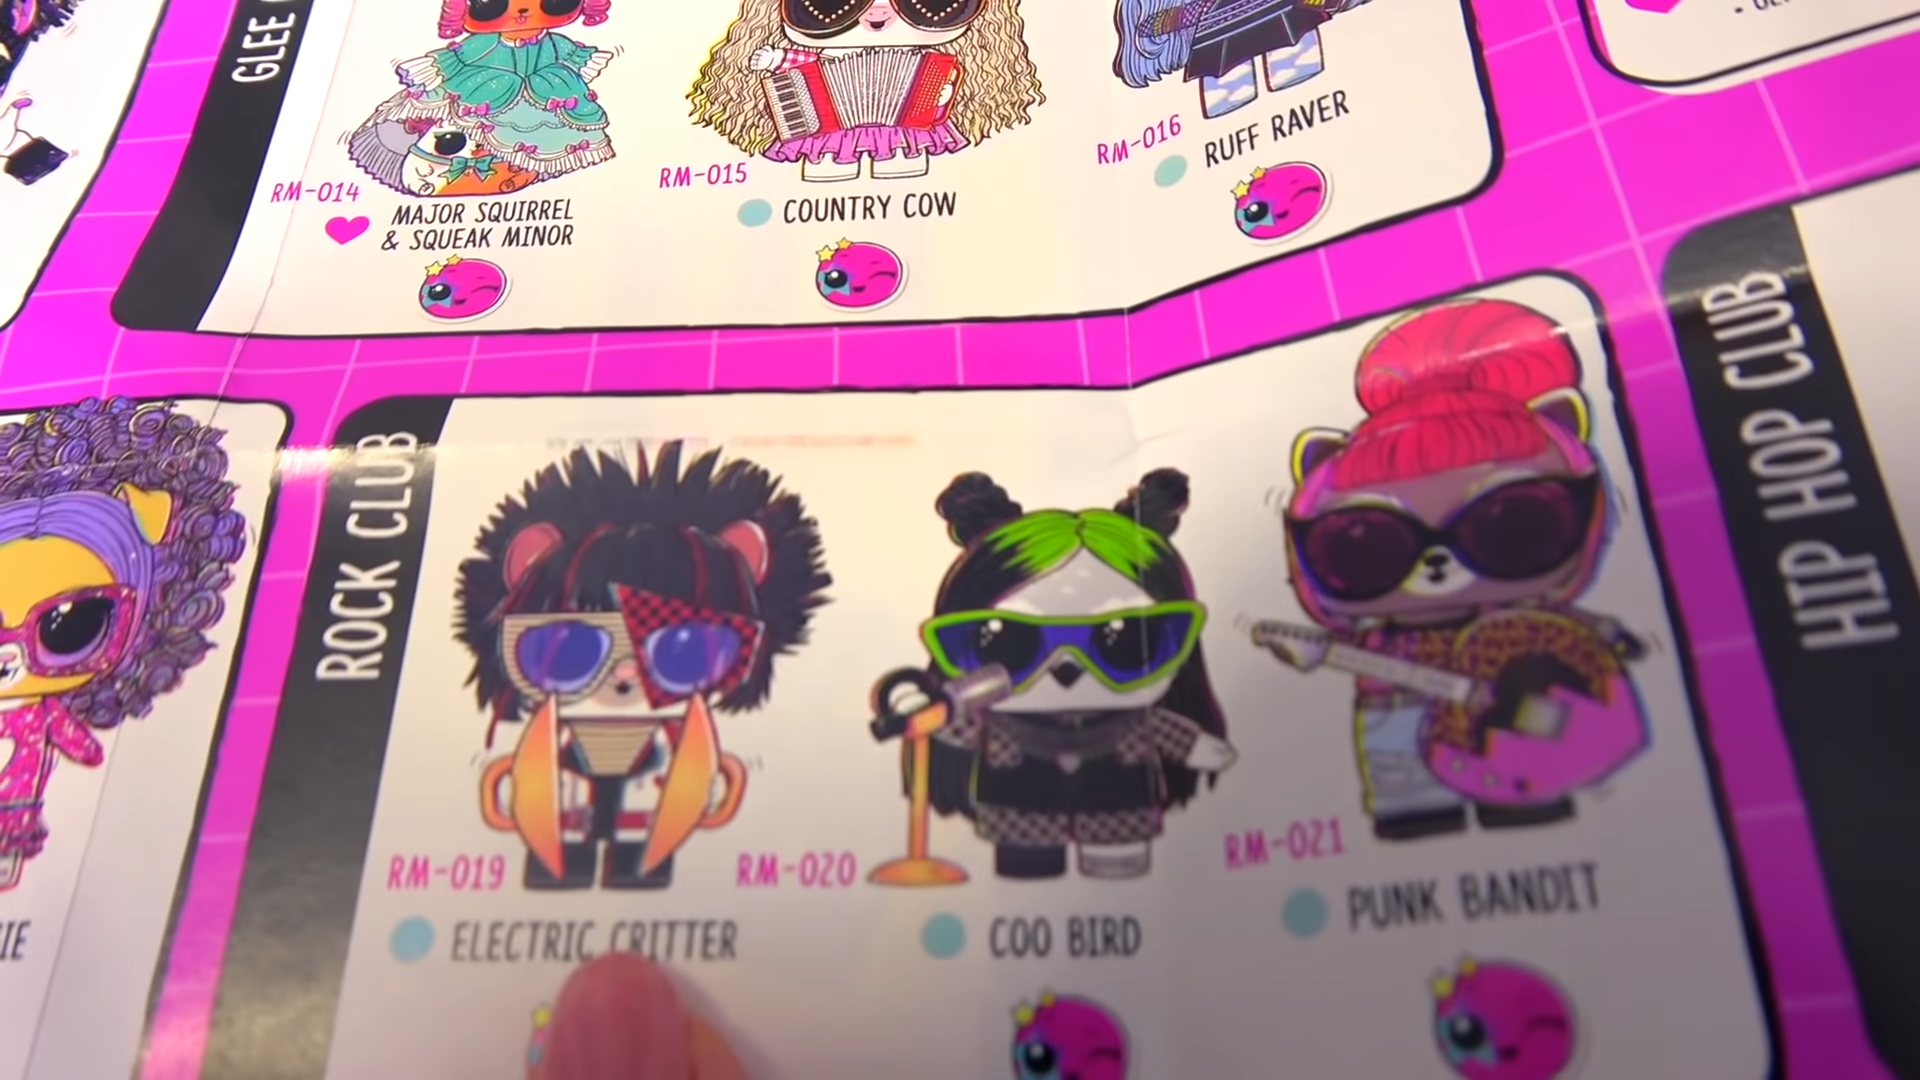 GLEE
RM-014
MAJOR SQUIRREL
& SQUEAK MINOR
RM-015
COUNTRY COW
RM-016
RUFF RAVER
ROCK CLUB
RM-019
ELECTRIC CRITTER
RM-020
COO BIRD
RM-021
PUNK BANDIT
HIP HOP CLUB